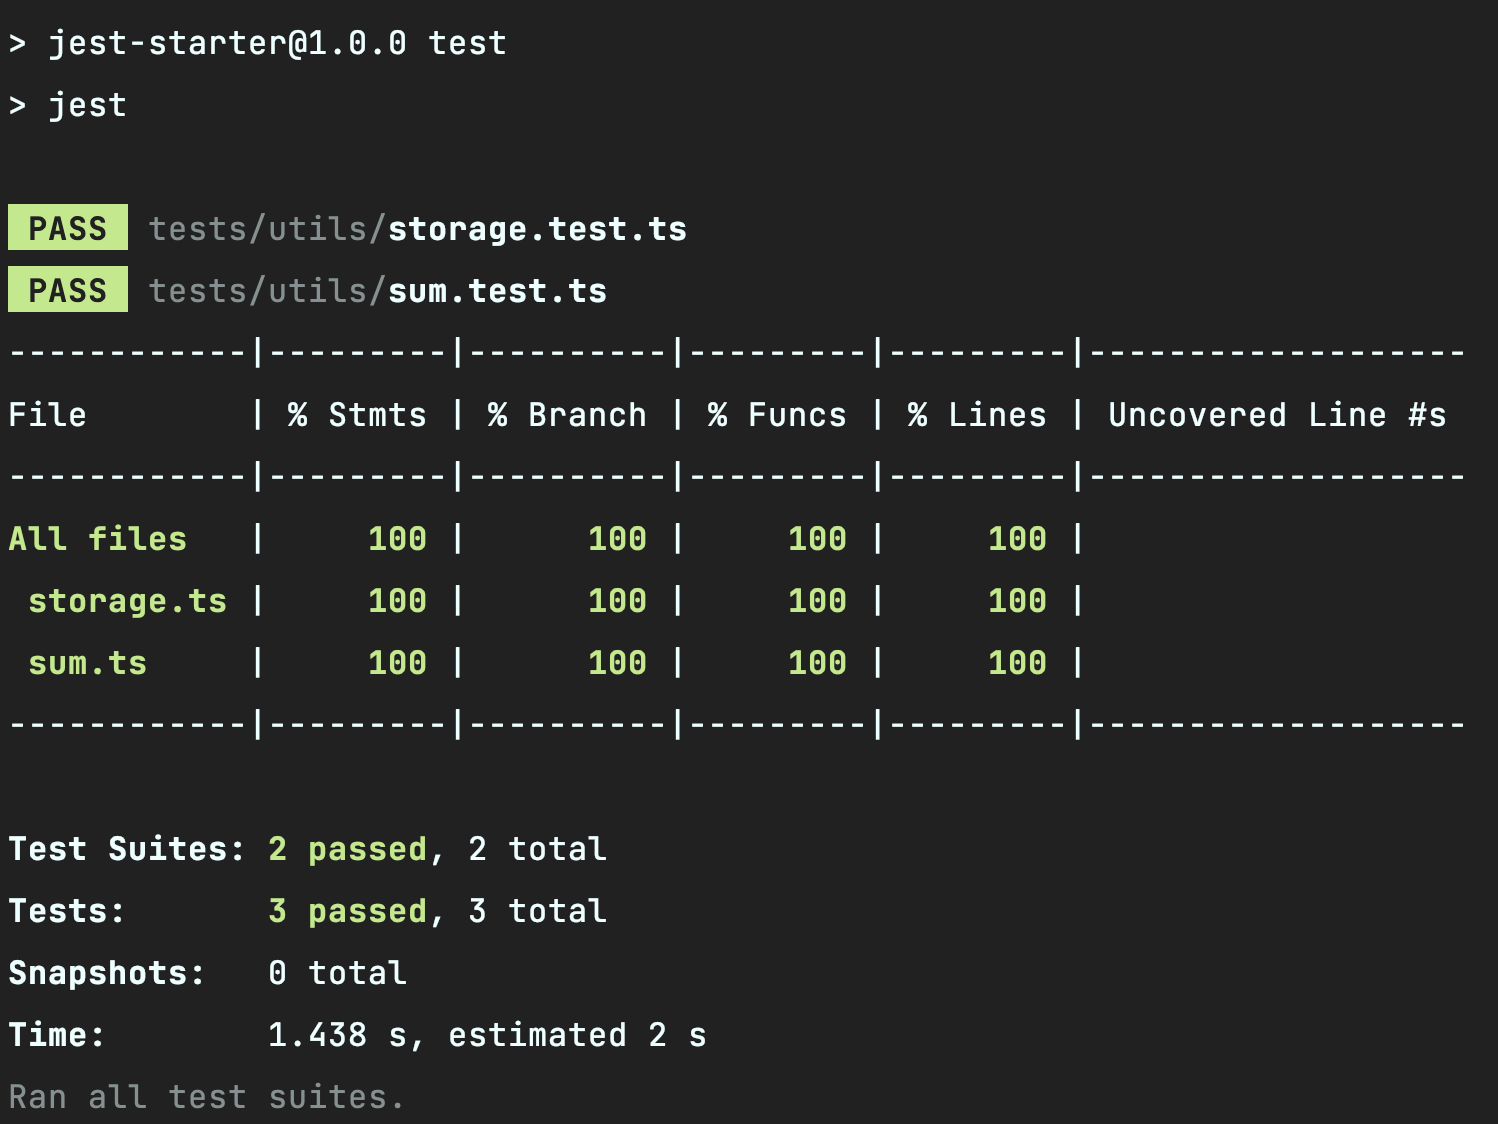 > jest-starter@1.0.0 test
> jest
PASS tests/utils/storage.test.ts
PASS tests/utils/sum.test.ts
------------|---------|----------|---------|---------|-------------------
File        | % Stmts | % Branch | % Funcs | % Lines | Uncovered Line #s
------------|---------|----------|---------|---------|-------------------
All files   |     100 |      100 |     100 |     100 |
 storage.ts |     100 |      100 |     100 |     100 |
 sum.ts     |     100 |      100 |     100 |     100 |
------------|---------|----------|---------|---------|-------------------
Test Suites: 2 passed, 2 total
Tests:       3 passed, 3 total
Snapshots:   0 total
Time:        1.438 s, estimated 2 s
Ran all test suites.